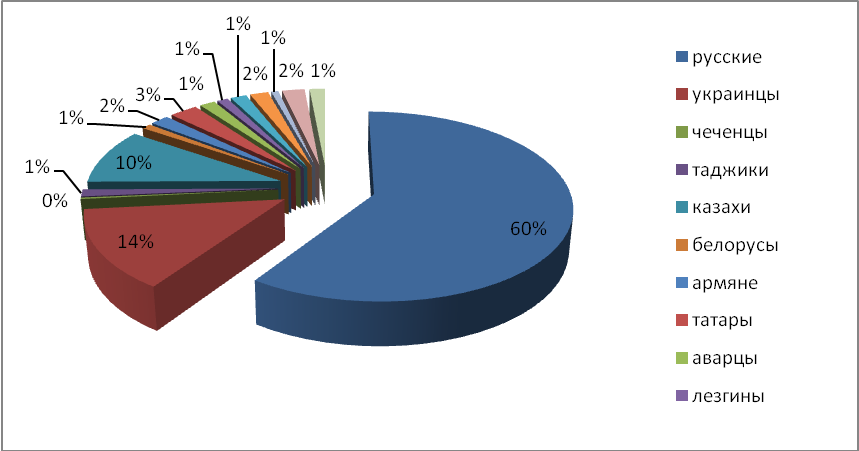 1%
1%
1%
1%
2%
2%
1%
1%
3%
2%
1%
10%
1%
0%
14%
60%
русские
украинцы
чеченцы
таджики
казахи
белорусы
армяне
татары
аварцы
лезгины